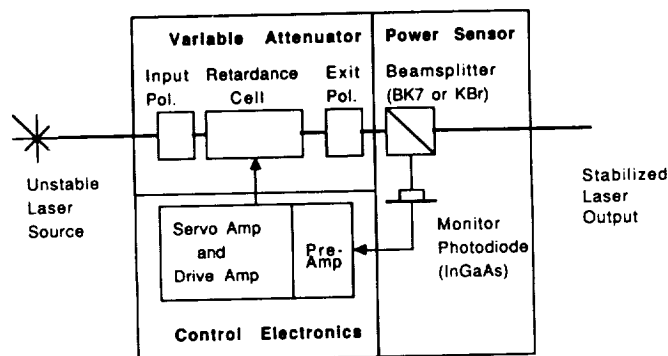 Variable Attenuator
Power Sensor
Input
Pol.
Retardance
Cell
Exit
Pol.
Beamsplitter
(BK7 or KBr)
Unstable
Laser
Source
Stabilized
Laser
Output
Servo Amp
and
Drive Amp
Pre-
Amp
Monitor
Photodiode
(InGaAs)
Control Electronics